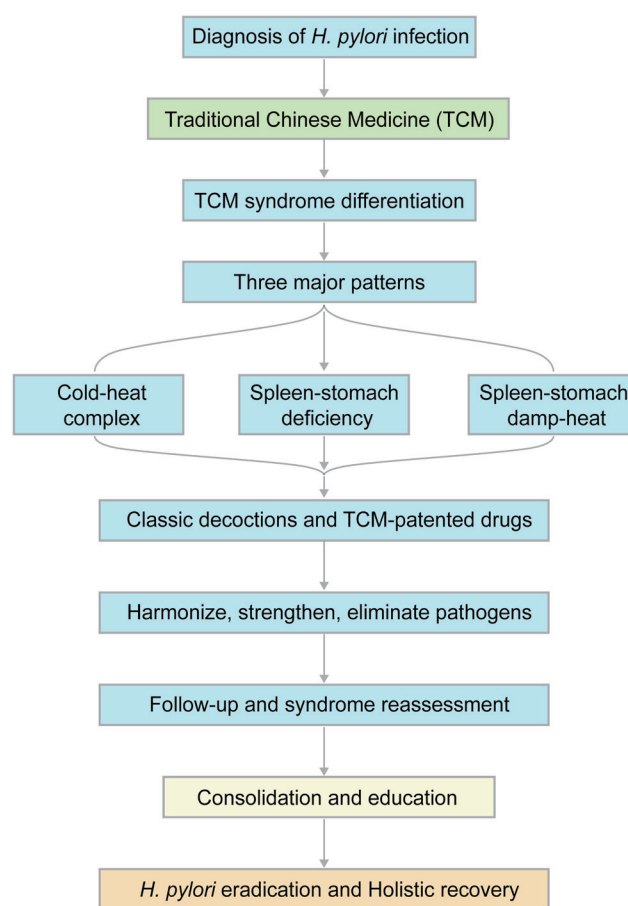 Diagnosis of H. pylori infection
Traditional Chinese Medicine (TCM)
TCM syndrome differentiation
Three major patterns
Cold-heat
complex
Spleen-stomach
deficiency
Spleen-stomach
damp-heat
Classic decoctions and TCM-patented drugs
Harmonize, strengthen, eliminate pathogens
Follow-up and syndrome reassessment
Consolidation and education
H. pylori eradication and Holistic recovery